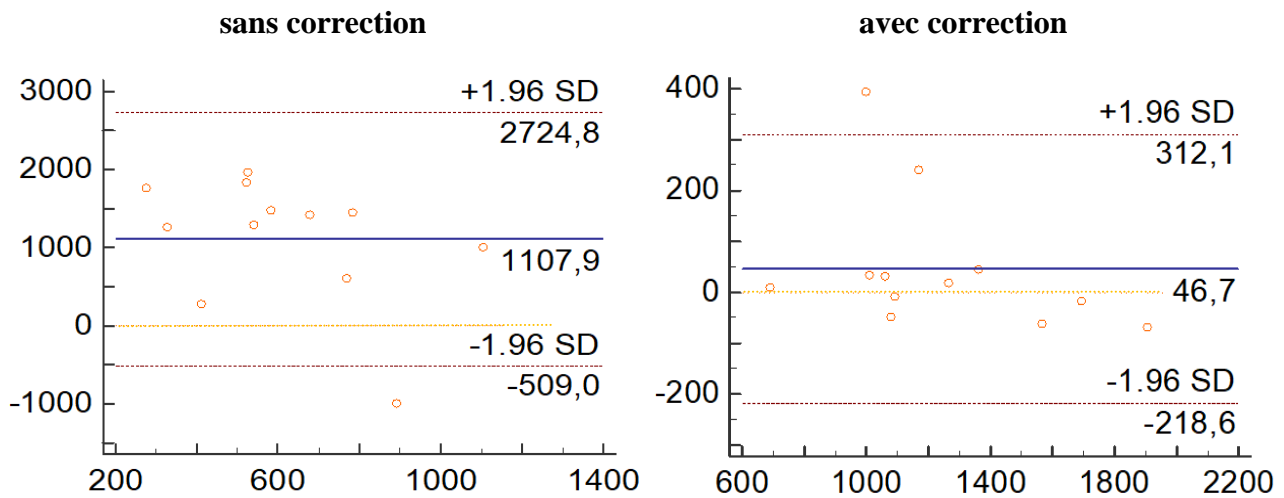 sans correction
3000
2000
1000
0
-1000
+1.96 SD
2724,8
1107,9
-1.96 SD
-509,0
200 600 1000 1400
avec correction
400
200
0
-200
+1.96 SD
312,1
46,7
-1.96 SD
-218,6
600 1000 1400 1800 2200